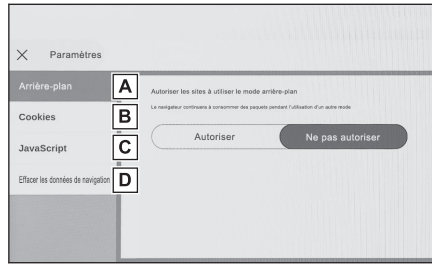 Paramètres
Arrière-plan
A
Autoriser les sites à utiliser le mode arrière-plan
Le navigateur continuera à consommer des paquets pendant l'utilisation d'un autre mode
Cookies
B
Autoriser
Ne pas autoriser
JavaScript
C
Effacer les données de navigation
D